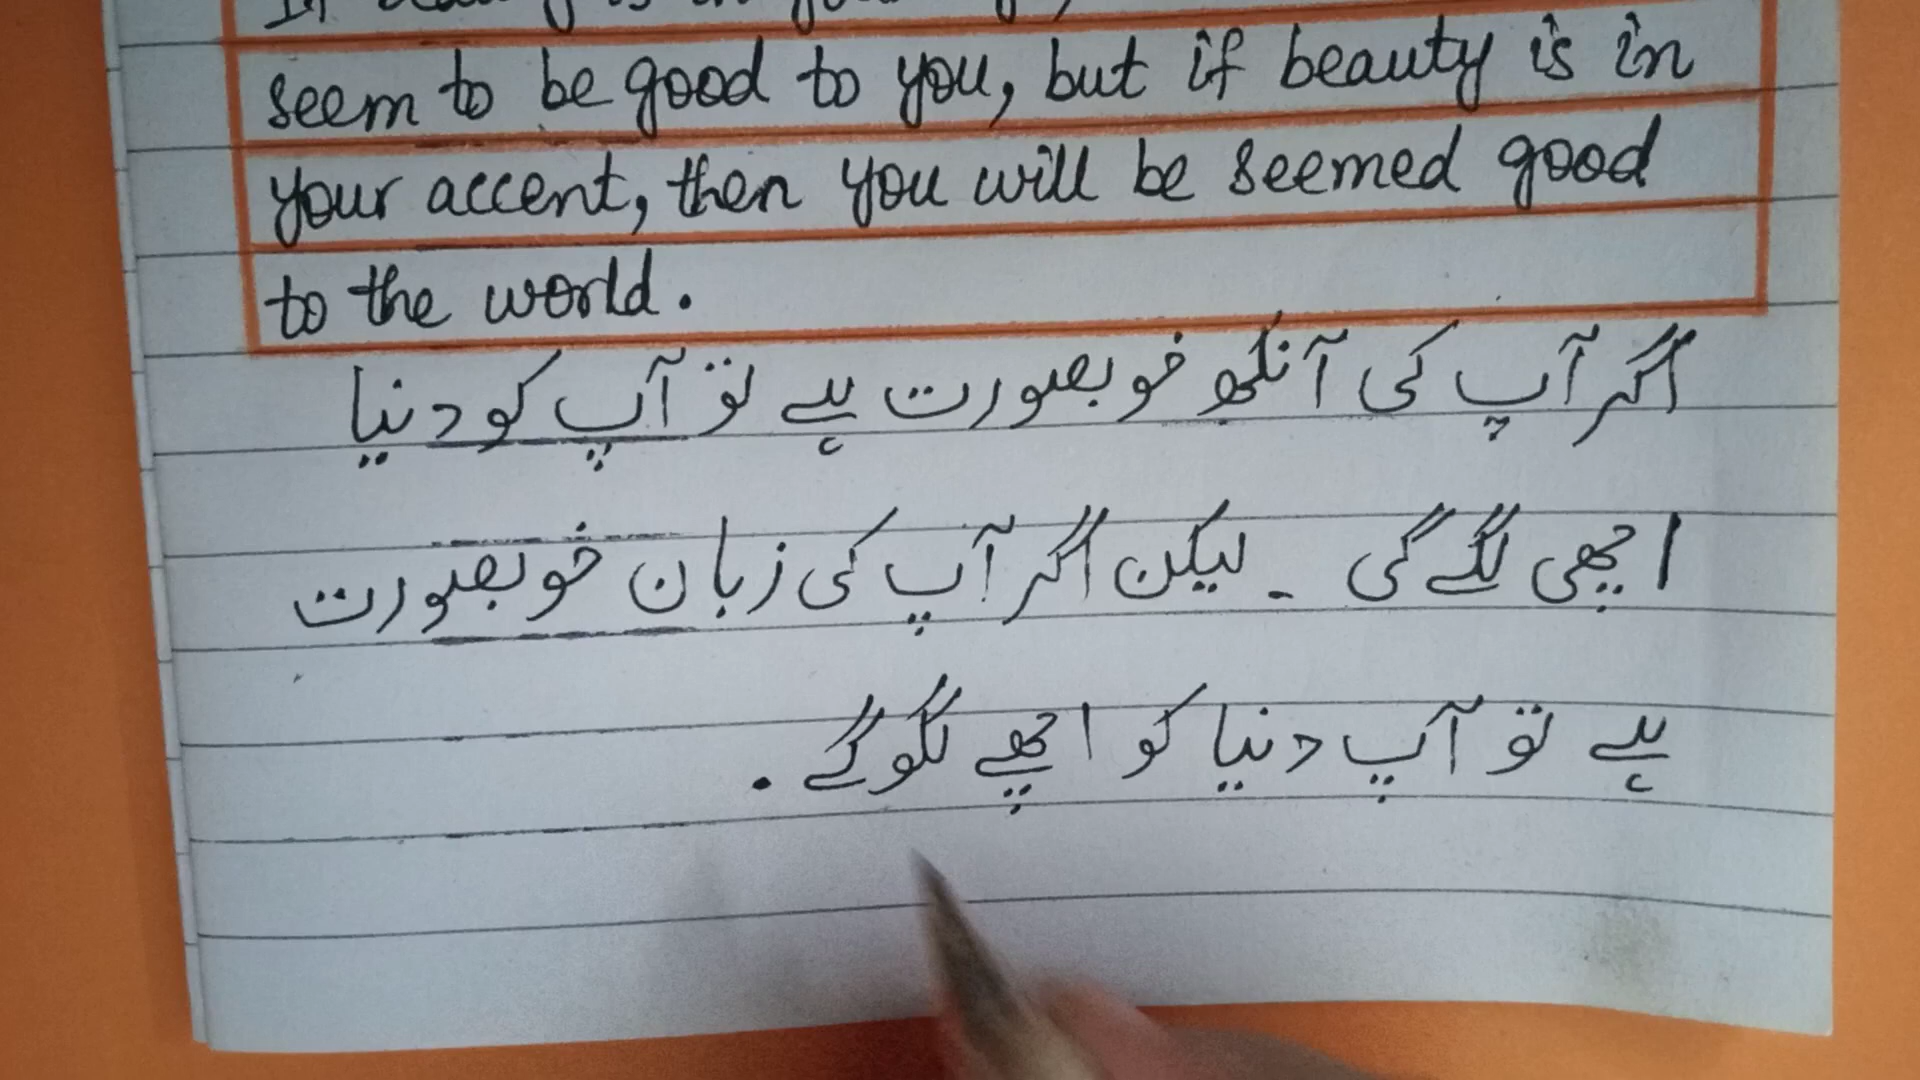 seem to be good to you, but if beauty is in
your accent, then you will be seemed good
to the world.
اگر آپ کی آنکھ خوبصورت ہے تو آپ کو دنیا
اچھی لگے گی ۔ لیکن اگر آپ کی زبان خوبصورت
ہے تو آپ دنیا کو اچھے لگو گے .